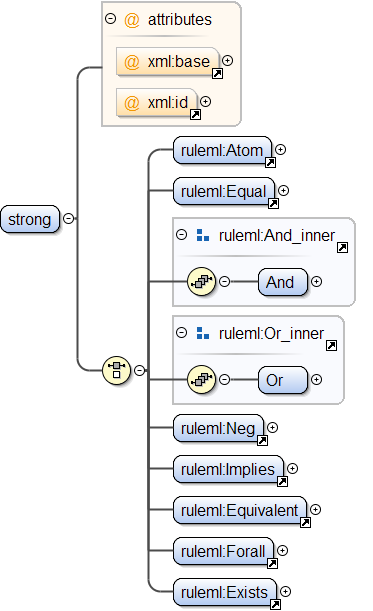 @ attributes
@ xml:base
@ xml:id
strong
ruleml:Atom
ruleml:Equal
ruleml:And_inner
And
ruleml:Or_inner
Or
ruleml:Neg
ruleml:Implies
ruleml:Equivalent
ruleml:Forall
ruleml:Exists